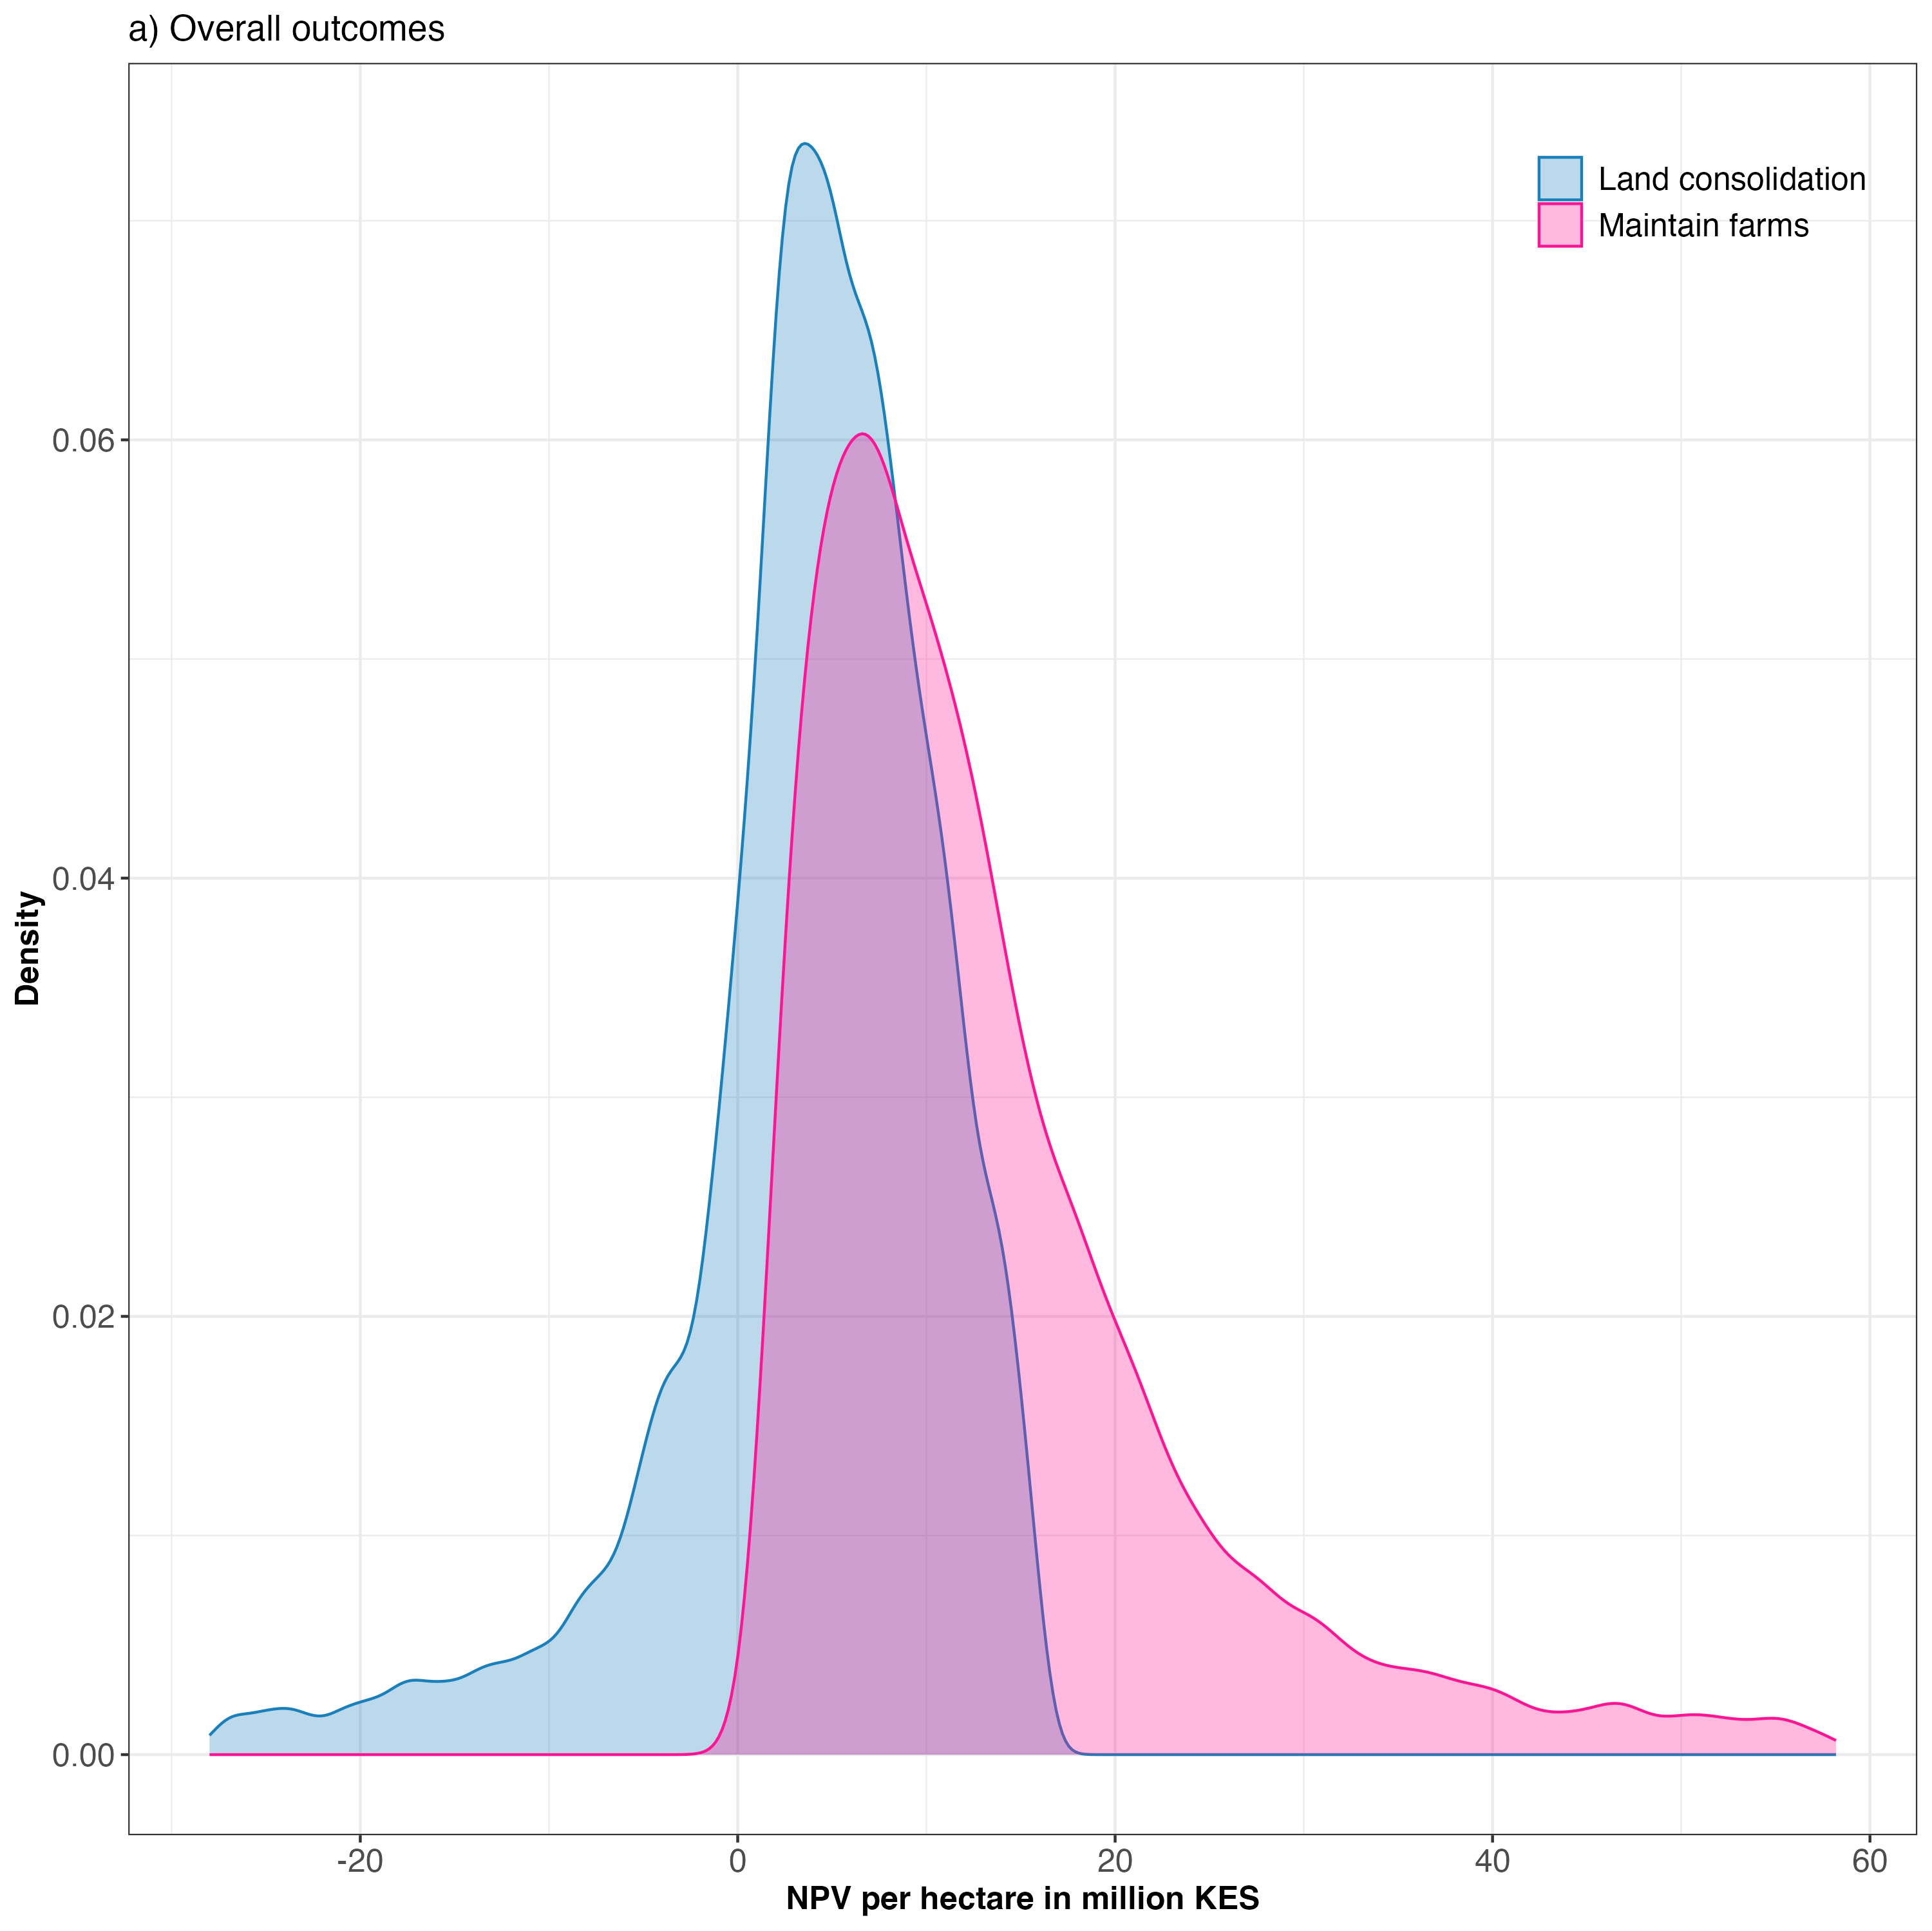 a) Overall outcomes
Land consolidation
Maintain farms
0.06
0.04
0.02
0.00
Density
-20 0 20 40 60
NPV per hectare in million KES